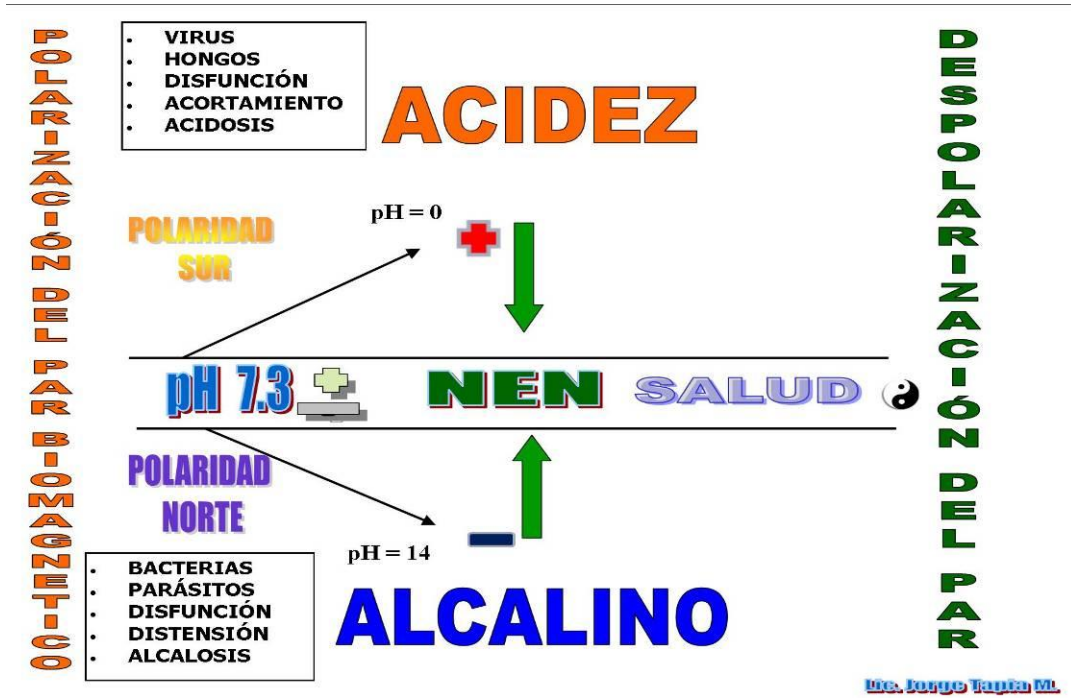 POLARIZACIÓN DEL PAR BIOMAGNETICO
. VIRUS
. HONGOS
. DISFUNCIÓN
. ACORTAMIENTO
. ACIDOSIS
ACIDEZ
pH = 0
POLARIDAD
SUR
pH 7.3
NEN
SALUD
POLARIDAD
NORTE
pH = 14
. BACTERIAS
. PARÁSITOS
. DISFUNCIÓN
. DISTENSIÓN
. ALCALOSIS
ALCALINO
DESPOLARIZACIÓN DEL PAR
Lic. Jorge Tapia M.